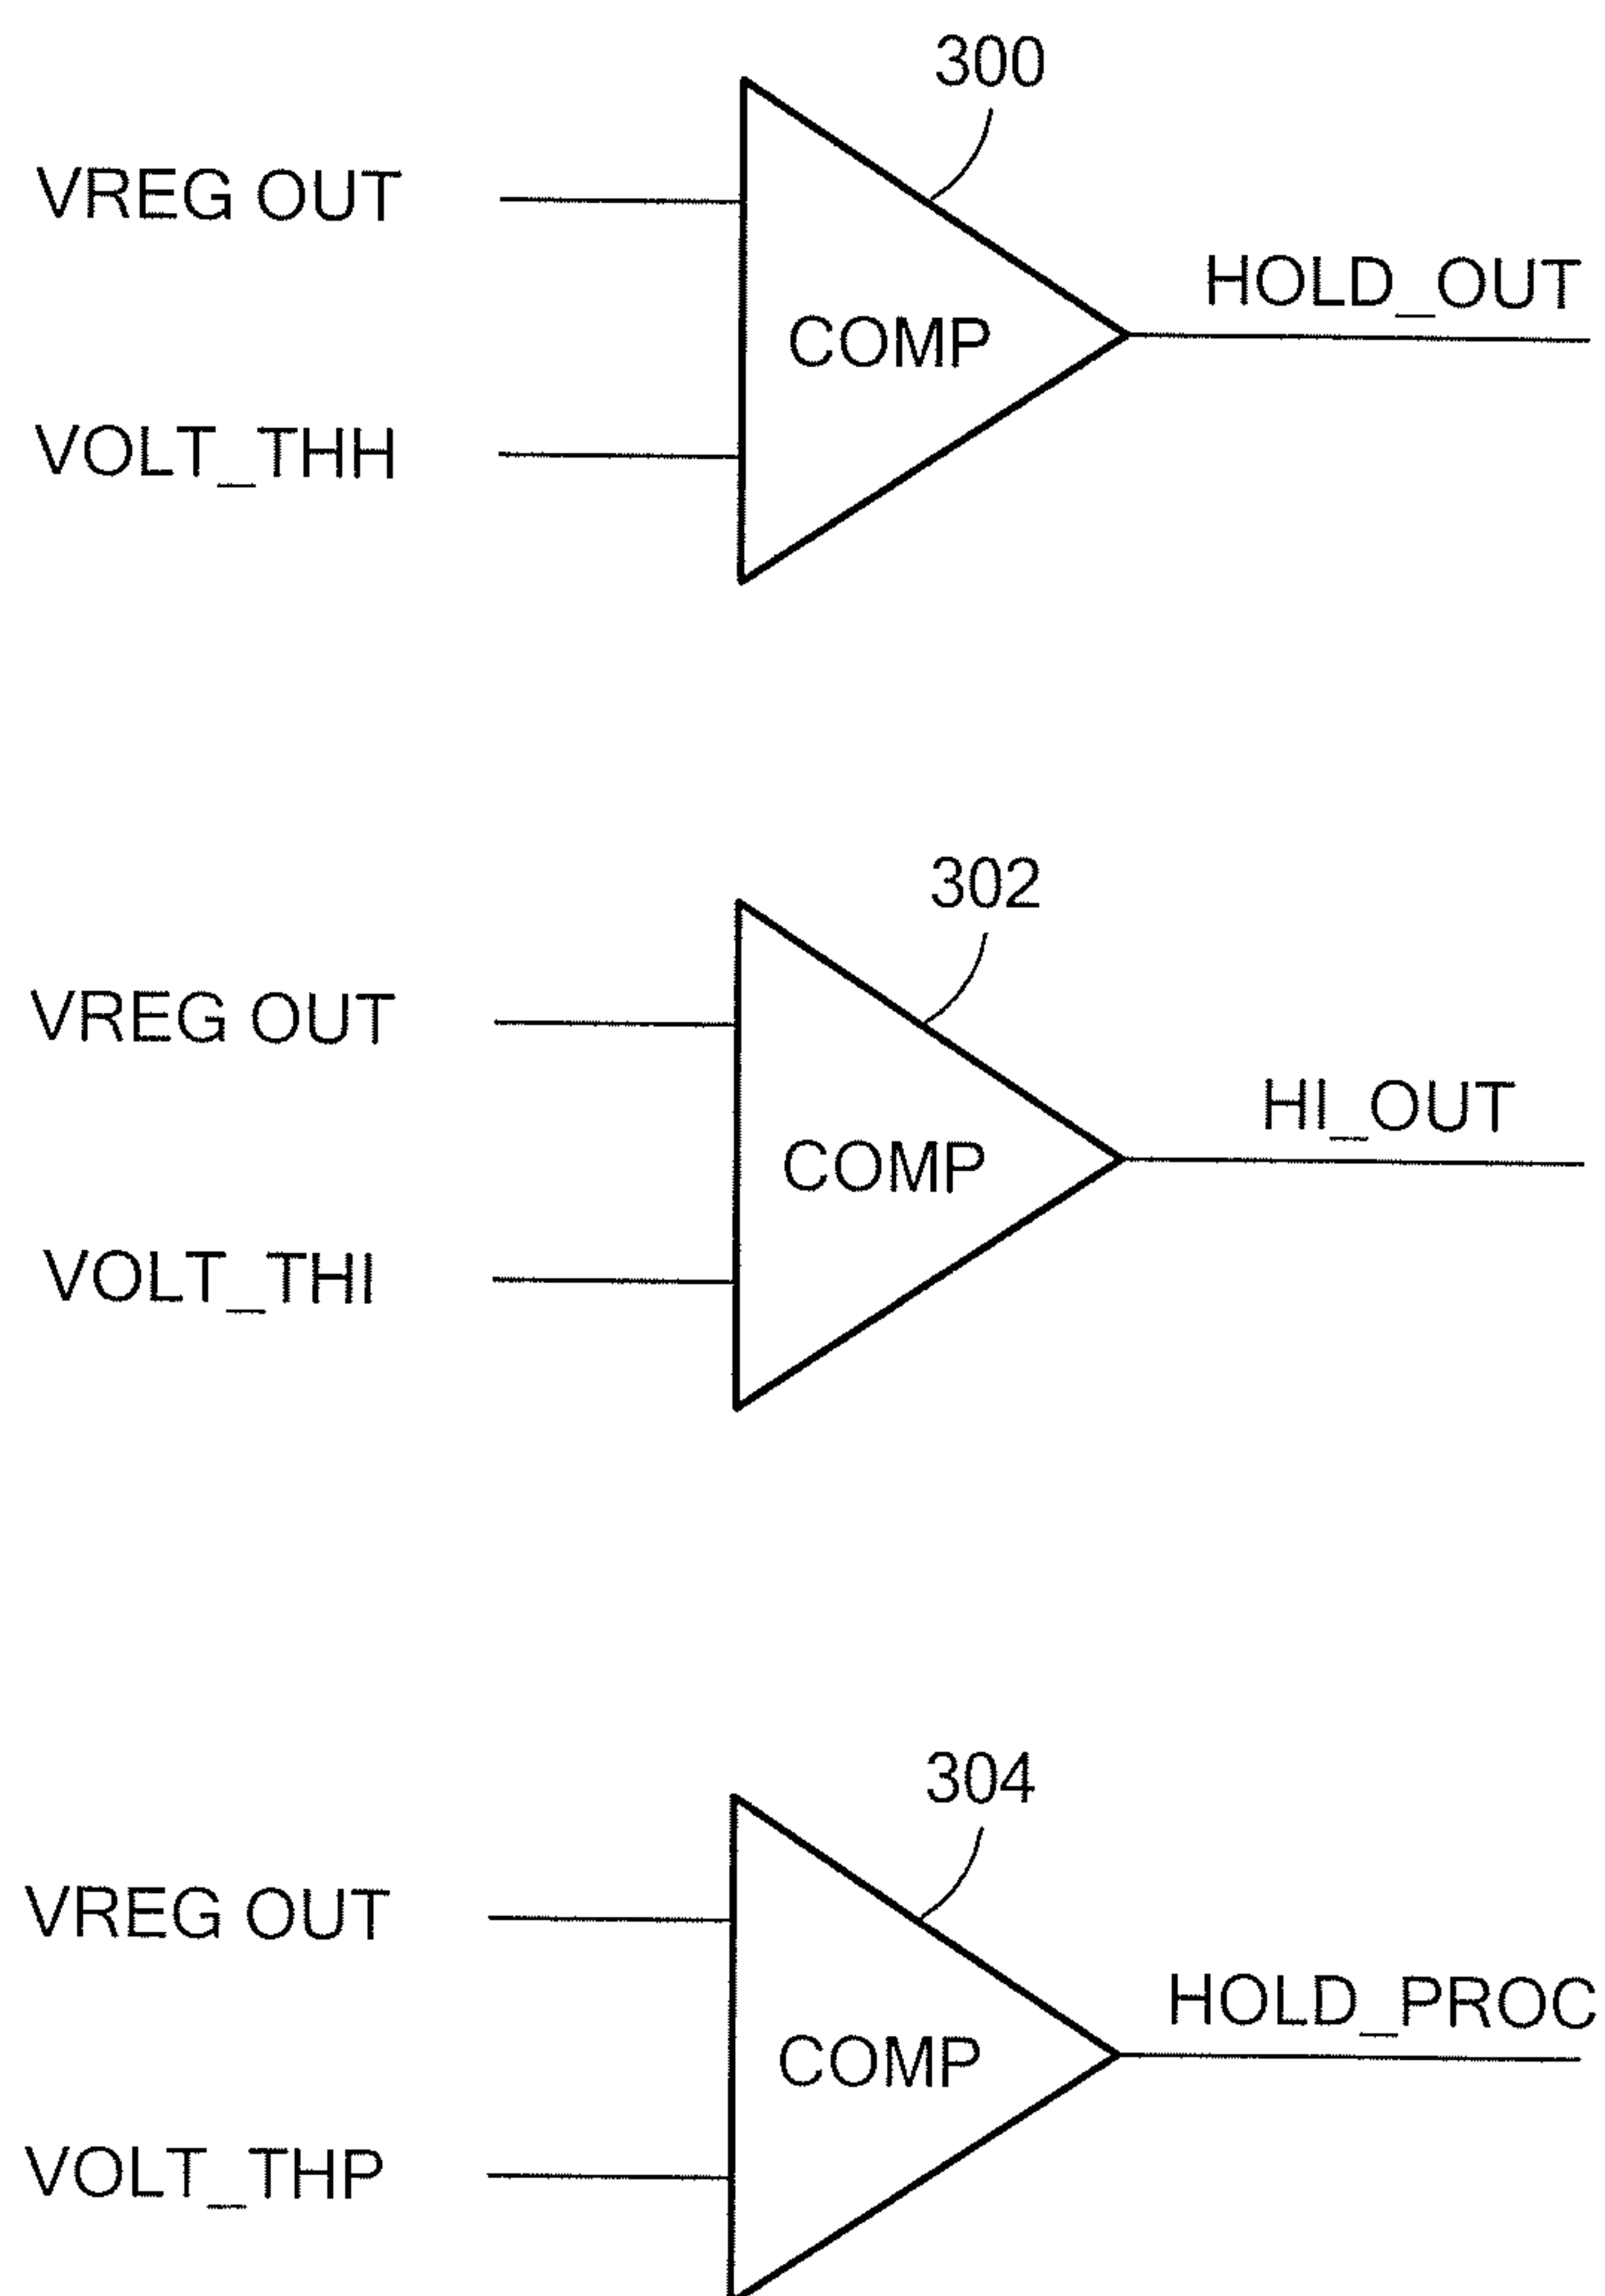 300
VREG OUT
HOLD_OUT
COMP
VOLT_THH
302
VREG OUT
HI_OUT
COMP
VOLT_THI
304
VREG OUT
HOLD_PROC
COMP
VOLT_THP